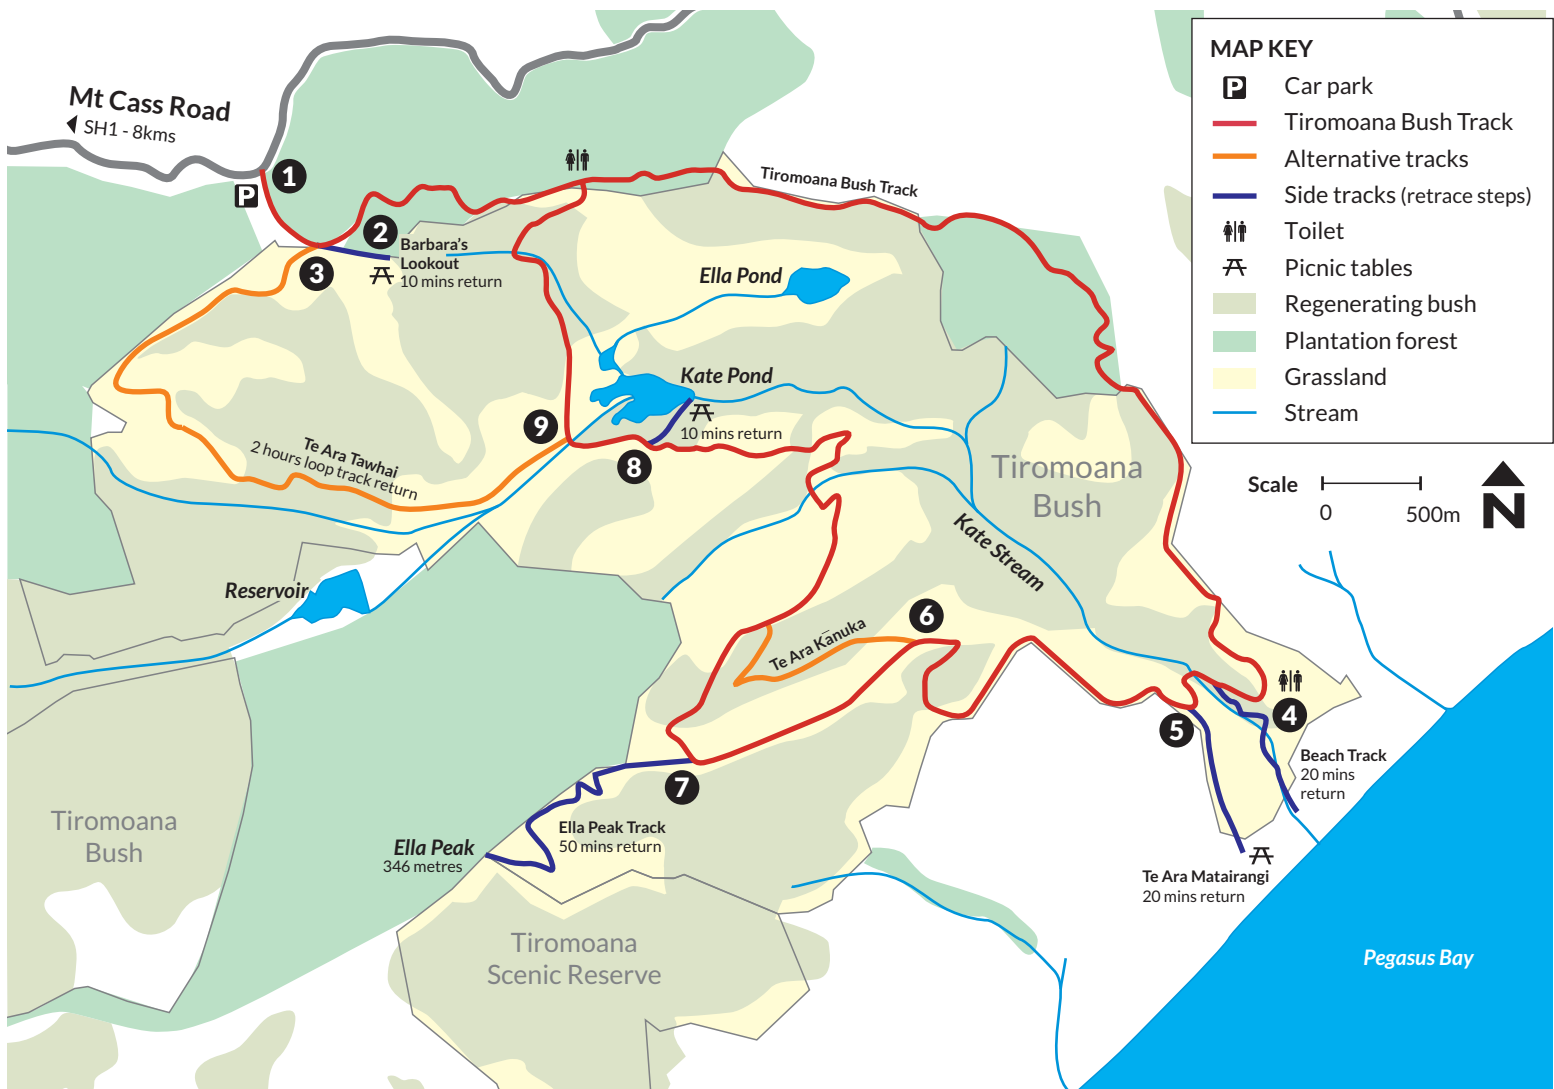 Mt Cass Road
SH1 - 8kms
P
1
2
3
Barbara's
Lookout
10 mins return
Tiromoana Bush Track
Ella Pond
Kate Pond
10 mins return
9
8
Te Ara Tawhai
2 hours loop track return
Reservoir
Tiromoana
Bush
Kate Stream
6
Te Ara Kānuka
7
5
4
Beach Track
20 mins
return
Te Ara Matairangi
20 mins return
Ella Peak Track
50 mins return
Ella Peak
346 metres
Tiromoana
Bush
Tiromoana
Scenic Reserve
Pegasus Bay
MAP KEY
P Car park
Tiromoana Bush Track
Alternative tracks
Side tracks (retrace steps)
Toilet
Picnic tables
Regenerating bush
Plantation forest
Grassland
Stream
Scale
0 500m
N